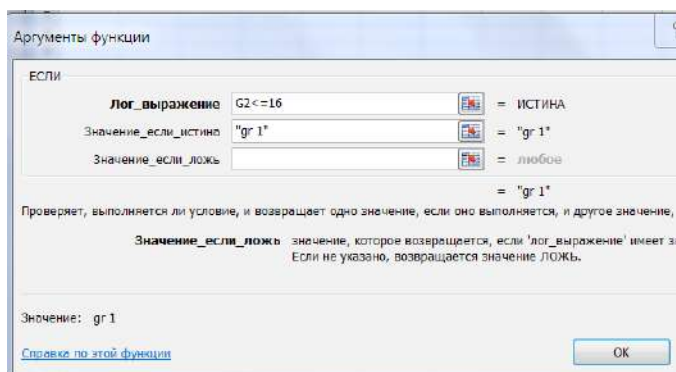 Аргументы функции
ЕСЛИ
Лог_выражение G2<=16 = ИСТИНА
Значение_если_истина "gr 1" = "gr 1"
Значение_если_ложь = любое
= "gr 1"
Проверяет, выполняется ли условие, и возвращает одно значение, если оно выполняется, и другое значение,
Значение_если_ложь значение, которое возвращается, если 'лог_выражение' имеет
Если не указано, возвращается значение ЛОЖЬ.
Значение: gr 1
Справка по этой функции
OK